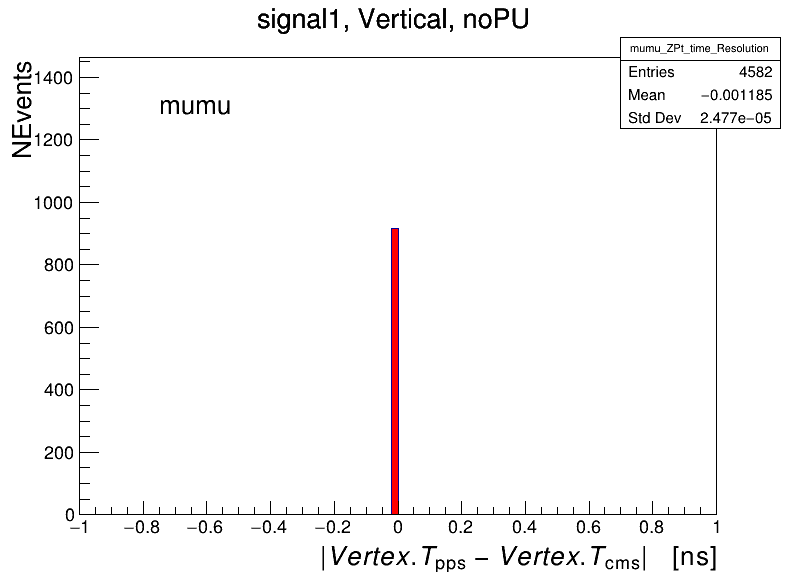 signal1, Vertical, noPU
mumu_ZPt_time_Resolution
Entries 4582
Mean −0.001185
Std Dev 2.477e−05
NEvents
mumu
1400
1200
1000
800
600
400
200
0
−1 −0.8 −0.6 −0.4 −0.2 0 0.2 0.4 0.6 0.8 1
|Vertex.Tpps − Vertex.Tcms| [ns]